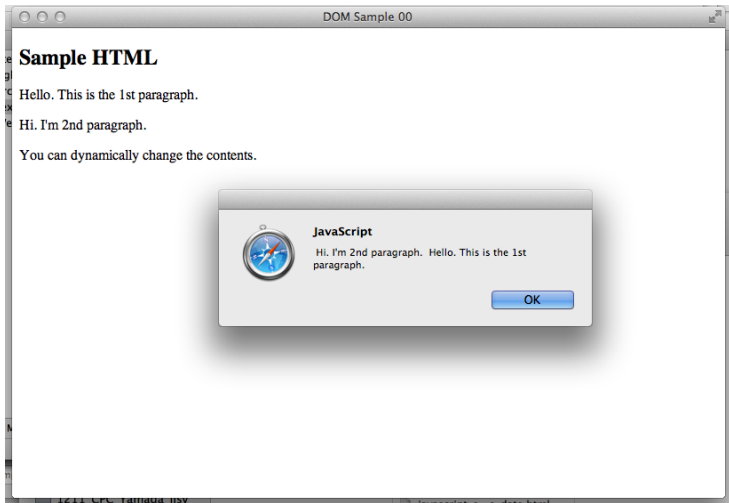 DOM Sample 00
Sample HTML
Hello. This is the 1st paragraph.
Hi. I'm 2nd paragraph.
You can dynamically change the contents.
JavaScript
Hi. I'm 2nd paragraph.  Hello. This is the 1st
paragraph.
OK